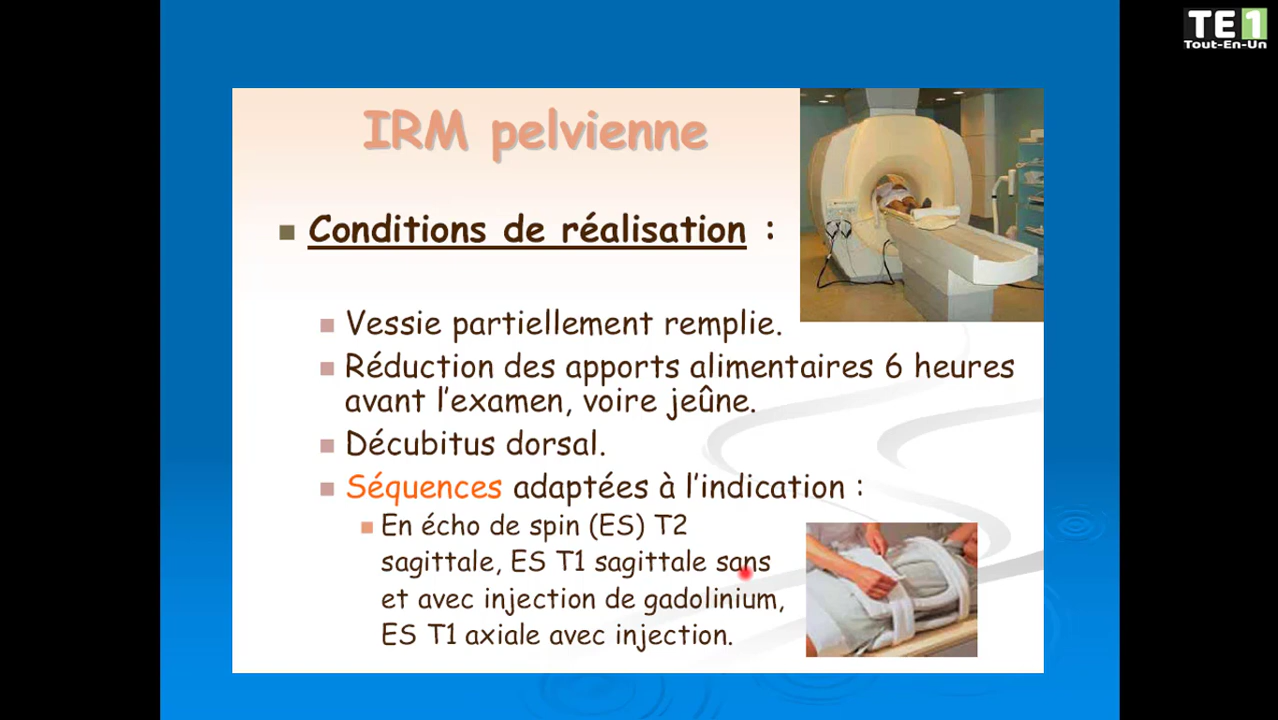 TE1
Tout-En-Un
IRM pelvienne
Conditions de réalisation :
Vessie partiellement remplie.
Réduction des apports alimentaires 6 heures
avant l'examen, voire jeûne.
Décubitus dorsal.
Séquences adaptées à l'indication :
En écho de spin (ES) T2
sagittale, ES T1 sagittale sans
et avec injection de gadolinium,
ES T1 axiale avec injection.